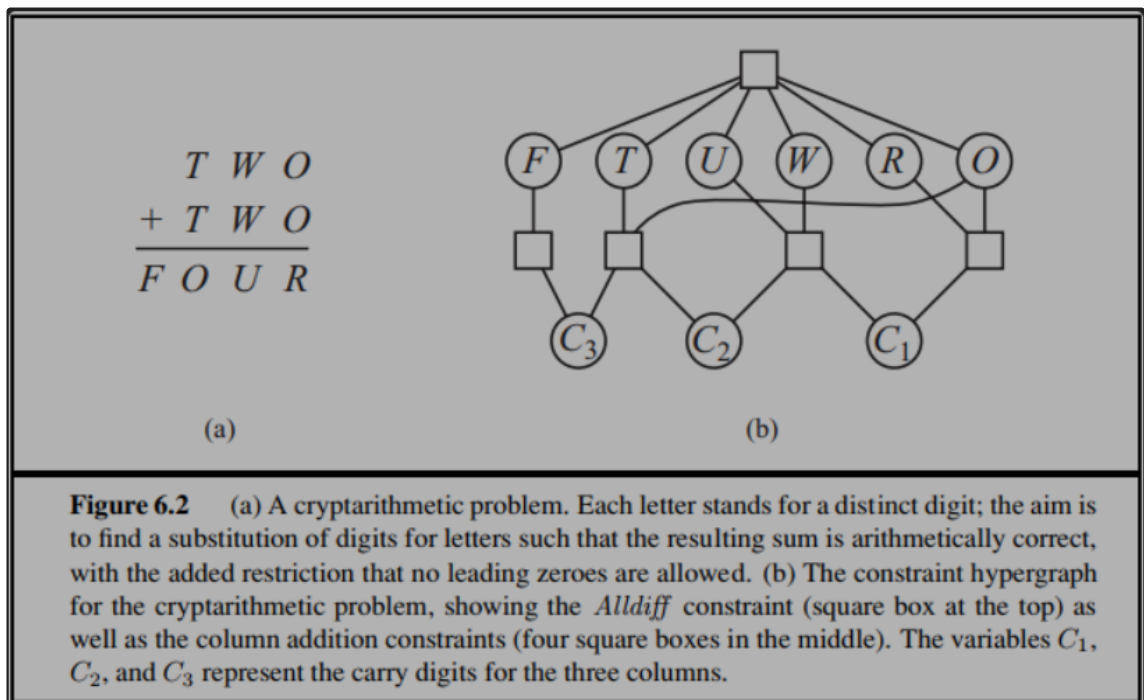 T W O
+ T W O
F O U R
(a)
F T U W R O
C3 C2 C1
(b)
Figure 6.2 (a) A cryptarithmetic problem. Each letter stands for a distinct digit; the aim is
to find a substitution of digits for letters such that the resulting sum is arithmetically correct,
with the added restriction that no leading zeroes are allowed. (b) The constraint hypergraph
for the cryptarithmetic problem, showing the Alldiff constraint (square box at the top) as
well as the column addition constraints (four square boxes in the middle). The variables C1,
C2, and C3 represent the carry digits for the three columns.